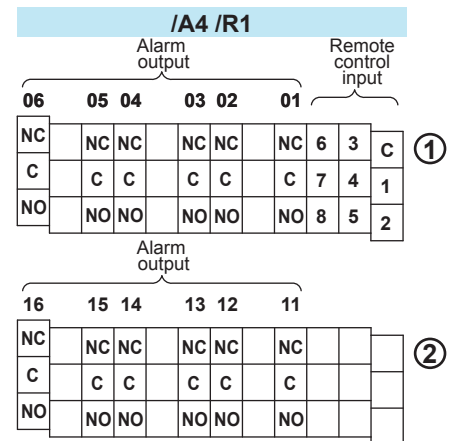 /A4 /R1
Alarm output
Remote control input
06 05 04 03 02 01
NC NC NC NC NC NC 6 3 C ①
C C C C C C 7 4 1
NO NO NO NO NO NO 8 5 2
Alarm output
16 15 14 13 12 11
NC NC NC NC NC NC ②
C C C C C C
NO NO NO NO NO NO